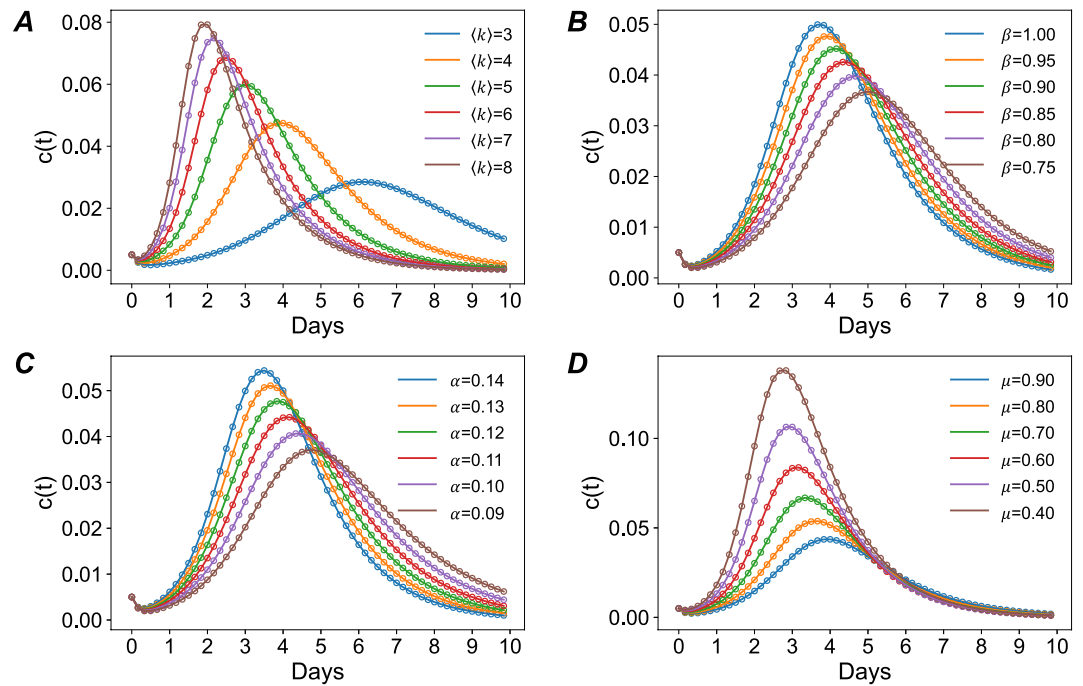 A
c(t)
0.08
0.06
0.04
0.02
0.00
0 1 2 3 4 5 6 7 8 9 10
Days
⟨k⟩=3
⟨k⟩=4
⟨k⟩=5
⟨k⟩=6
⟨k⟩=7
⟨k⟩=8
B
c(t)
0.05
0.04
0.03
0.02
0.01
0.00
0 1 2 3 4 5 6 7 8 9 10
Days
β=1.00
β=0.95
β=0.90
β=0.85
β=0.80
β=0.75
C
c(t)
0.05
0.04
0.03
0.02
0.01
0.00
0 1 2 3 4 5 6 7 8 9 10
Days
α=0.14
α=0.13
α=0.12
α=0.11
α=0.10
α=0.09
D
c(t)
0.10
0.05
0.00
0 1 2 3 4 5 6 7 8 9 10
Days
μ=0.90
μ=0.80
μ=0.70
μ=0.60
μ=0.50
μ=0.40